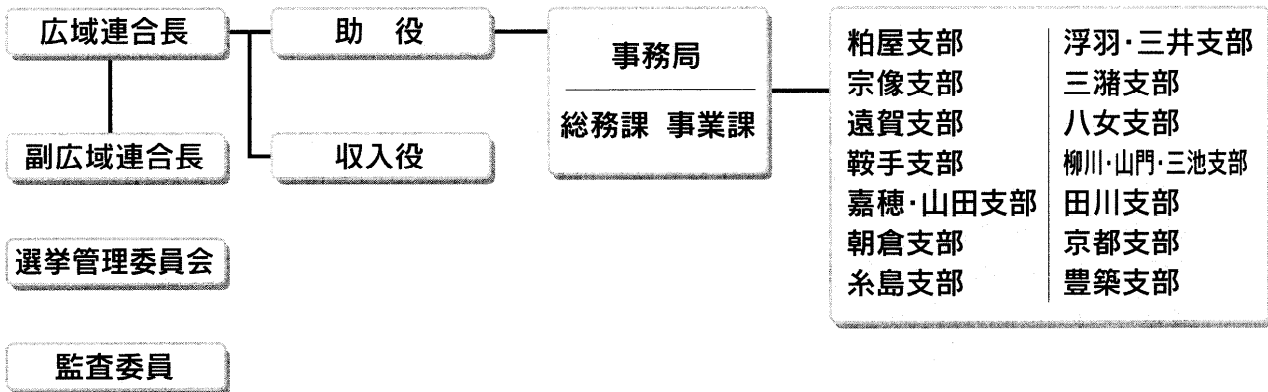 広域連合長
助　役
副広域連合長
収入役
選挙管理委員会
監査委員
事務局
総務課 事業課
粕屋支部
宗像支部
遠賀支部
鞍手支部
嘉穂・山田支部
朝倉支部
糸島支部
浮羽・三井支部
三潴支部
八女支部
柳川・山門・三池支部
田川支部
京都支部
豊築支部